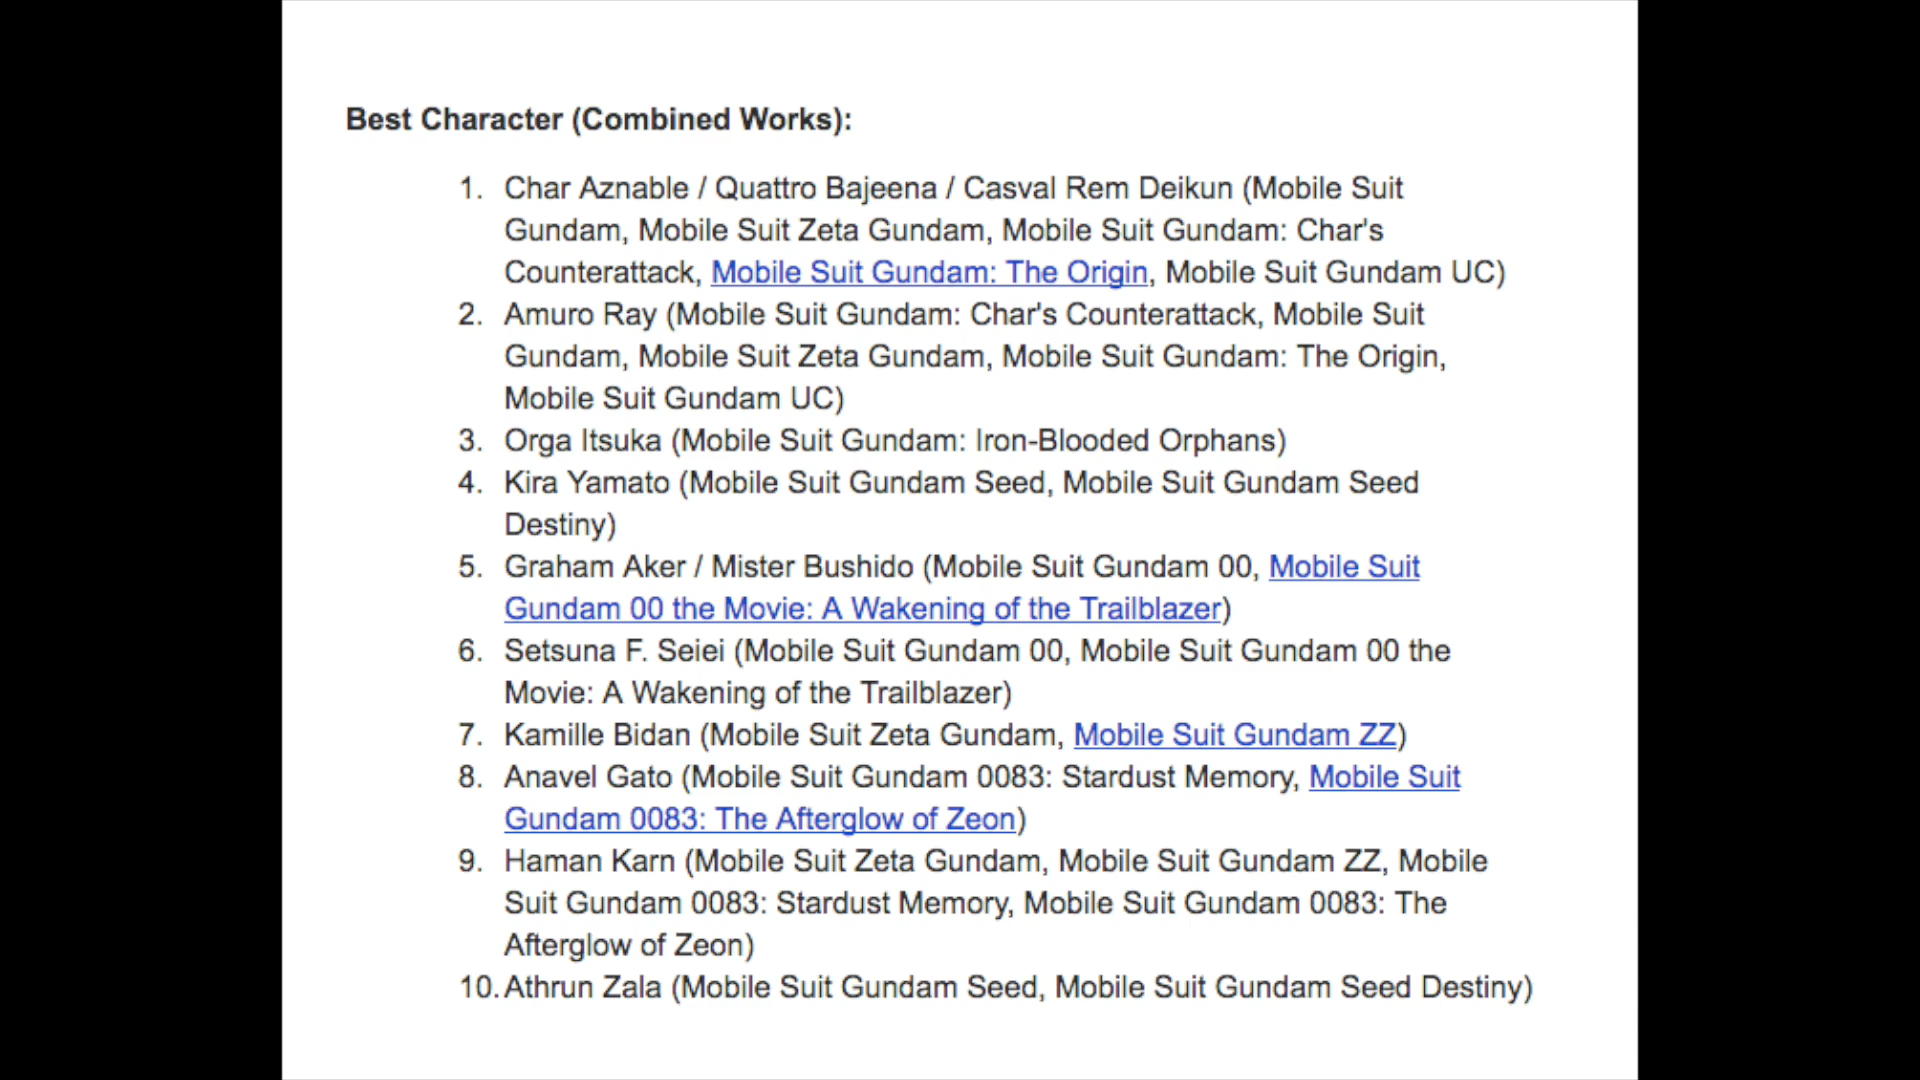 Best Character (Combined Works):
1. Char Aznable / Quattro Bajeena / Casval Rem Deikun (Mobile Suit
Gundam, Mobile Suit Zeta Gundam, Mobile Suit Gundam: Char's
Counterattack, Mobile Suit Gundam: The Origin, Mobile Suit Gundam UC)
2. Amuro Ray (Mobile Suit Gundam: Char's Counterattack, Mobile Suit
Gundam, Mobile Suit Zeta Gundam, Mobile Suit Gundam: The Origin,
Mobile Suit Gundam UC)
3. Orga Itsuka (Mobile Suit Gundam: Iron-Blooded Orphans)
4. Kira Yamato (Mobile Suit Gundam Seed, Mobile Suit Gundam Seed
Destiny)
5. Graham Aker / Mister Bushido (Mobile Suit Gundam 00, Mobile Suit
Gundam 00 the Movie: A Wakening of the Trailblazer)
6. Setsuna F. Seiei (Mobile Suit Gundam 00, Mobile Suit Gundam 00 the
Movie: A Wakening of the Trailblazer)
7. Kamille Bidan (Mobile Suit Zeta Gundam, Mobile Suit Gundam ZZ)
8. Anavel Gato (Mobile Suit Gundam 0083: Stardust Memory, Mobile Suit
Gundam 0083: The Afterglow of Zeon)
9. Haman Karn (Mobile Suit Zeta Gundam, Mobile Suit Gundam ZZ, Mobile
Suit Gundam 0083: Stardust Memory, Mobile Suit Gundam 0083: The
Afterglow of Zeon)
10. Athrun Zala (Mobile Suit Gundam Seed, Mobile Suit Gundam Seed Destiny)